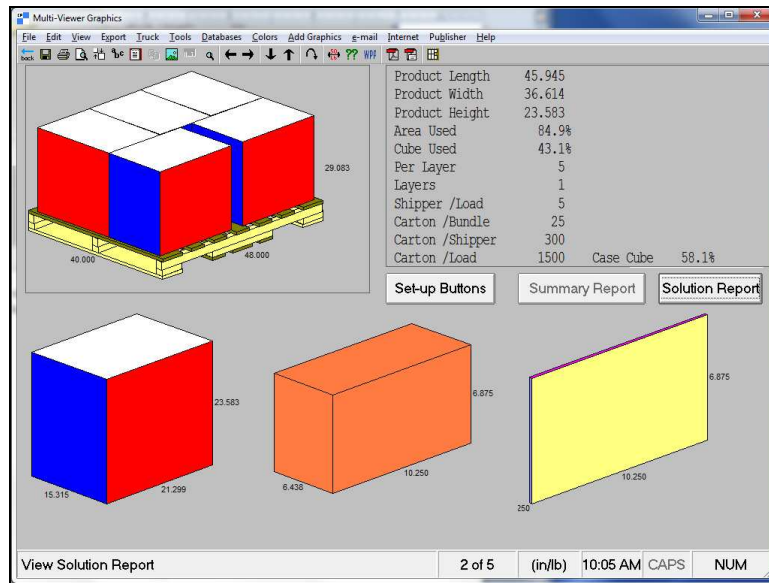 Multi-Viewer Graphics
File Edit View Export Truck Tools Databases Colors Add Graphics e-mail Internet Publisher Help
back ?? WPF
Product Length 45.945
Product Width 36.614
Product Height 23.583
Area Used 84.9%
Cube Used 43.1%
Per Layer 5
Layers 1
Shipper /Load 5
Carton /Bundle 25
Carton /Shipper 300
Carton /Load 1500 Case Cube 58.1%
29.083
40.000
48.000
Set-up Buttons Summary Report Solution Report
23.583
15.315
21.299
6.875
6.438
10.250
6.875
10.250
250
View Solution Report 2 of 5 (in/lb) 10:05 AM CAPS NUM